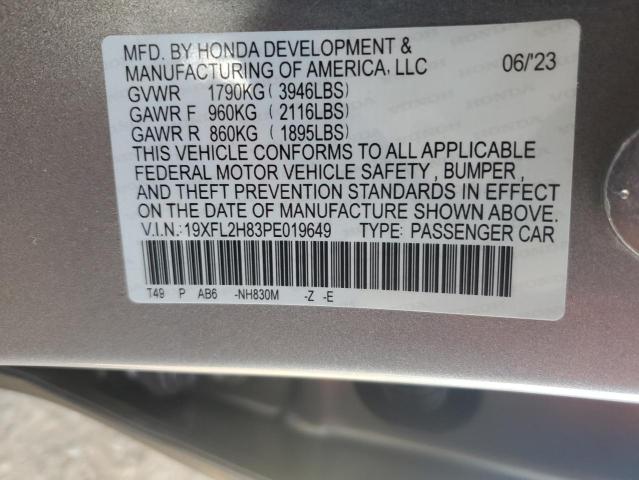 MFD. BY HONDA DEVELOPMENT &
MANUFACTURING OF AMERICA, LLC 06/'23
GVWR 1790KG ( 3946LBS)
GAWR F 960KG ( 2116LBS)
GAWR R 860KG ( 1895LBS)
THIS VEHICLE CONFORMS TO ALL APPLICABLE
FEDERAL MOTOR VEHICLE SAFETY , BUMPER ,
AND THEFT PREVENTION STANDARDS IN EFFECT
ON THE DATE OF MANUFACTURE SHOWN ABOVE.
V.I.N.: 19XFL2H83PE019649 TYPE: PASSENGER CAR
T49 P AB6 -NH830M -Z -E